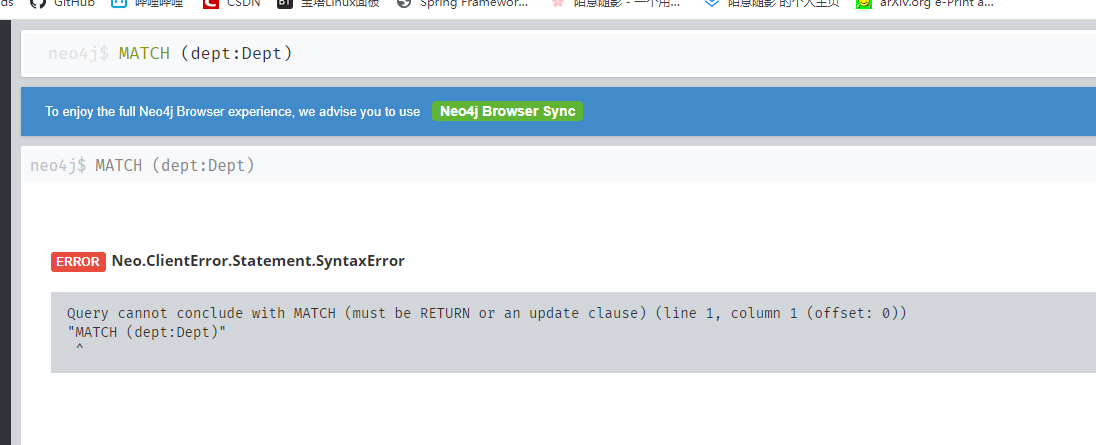 ds GitHub 哔哩哔哩 CSDN 宝塔Linux面板 Spring Framewor... 陌意随影 - 一个用... 陌意随影 的个人主页 arXiv.org e-Print a...
neo4j$ MATCH (dept:Dept)
To enjoy the full Neo4j Browser experience, we advise you to use Neo4j Browser Sync
neo4j$ MATCH (dept:Dept)
ERROR Neo.ClientError.Statement.SyntaxError
Query cannot conclude with MATCH (must be RETURN or an update clause) (line 1, column 1 (offset: 0))
"MATCH (dept:Dept)"
^